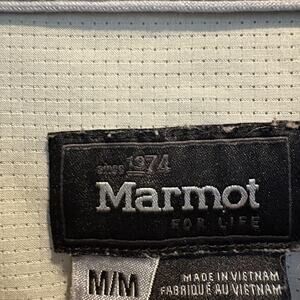 since 1974
Marmot
FOR LIFE
M/M
MADE IN VIETNAM
FABRIQUÉ AU VIETNAM